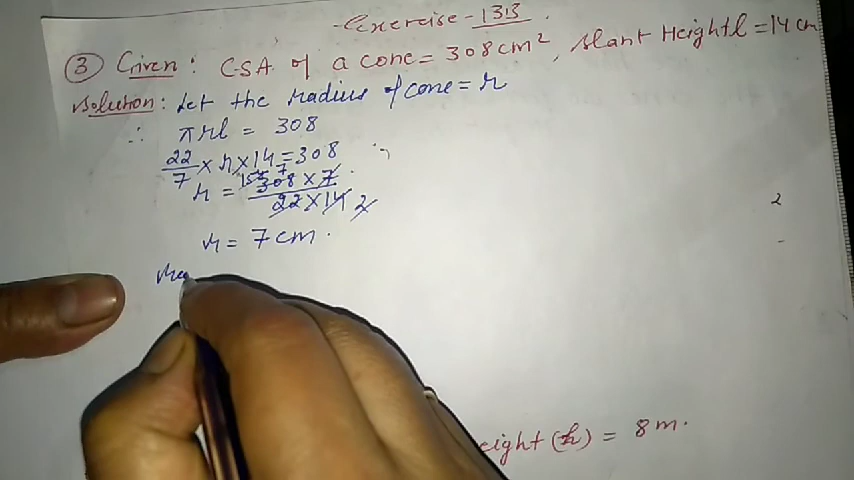 Exercise - 13.3.
③ Given: CSA of a cone = 308 cm², slant Height l = 14 cm
Solution: Let the radius of cone = r
∴ πrl = 308
22/7 × r × 14 = 308
r = 308 × 7 / 22 × 14 2
r = 7 cm.
eight (h) = 8 m.